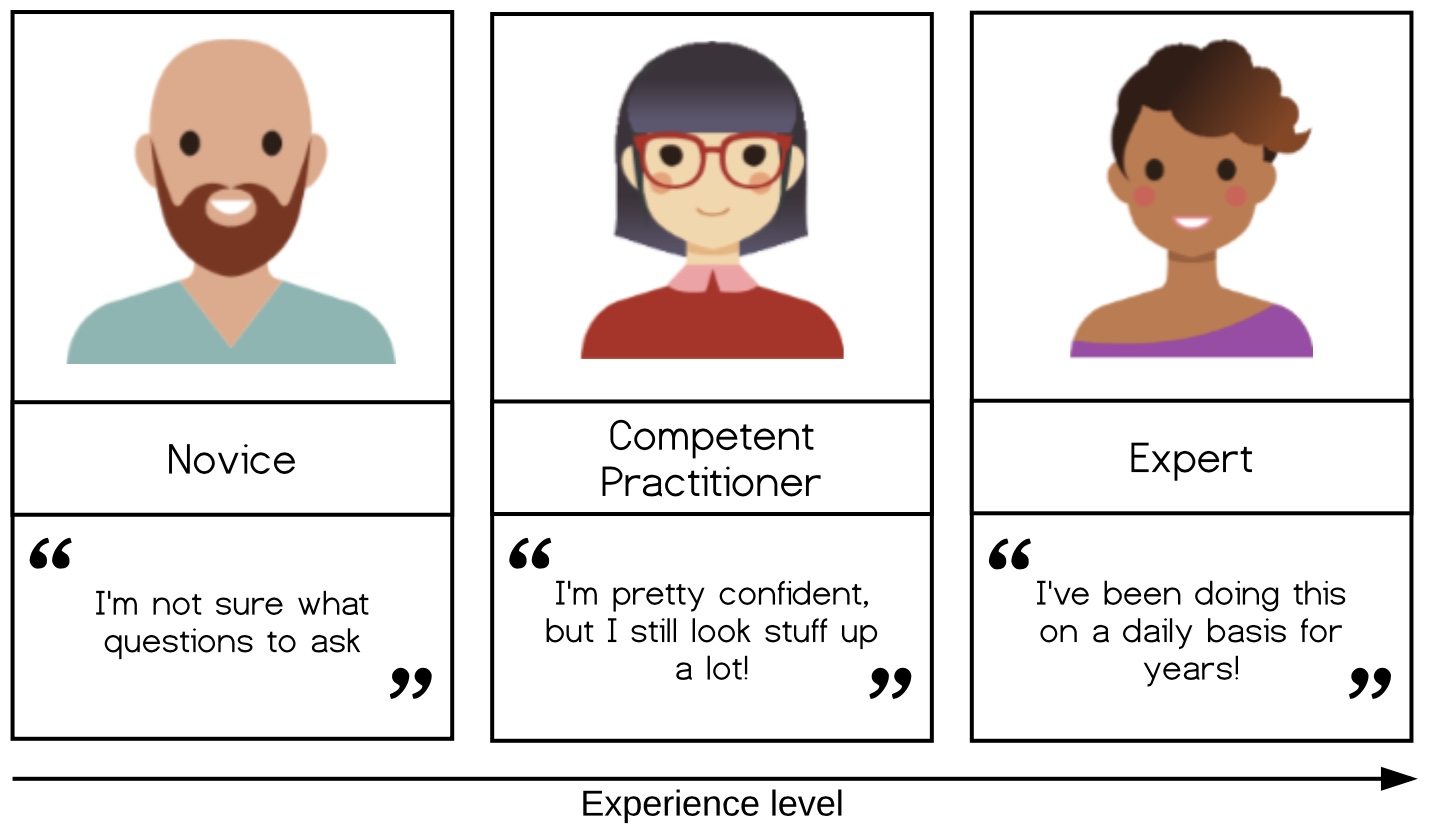 Novice
“
I'm not sure what
questions to ask
”
Competent
Practitioner
“
I'm pretty confident,
but I still look stuff up
a lot!
”
Expert
“
I've been doing this
on a daily basis for
years!
”
Experience level